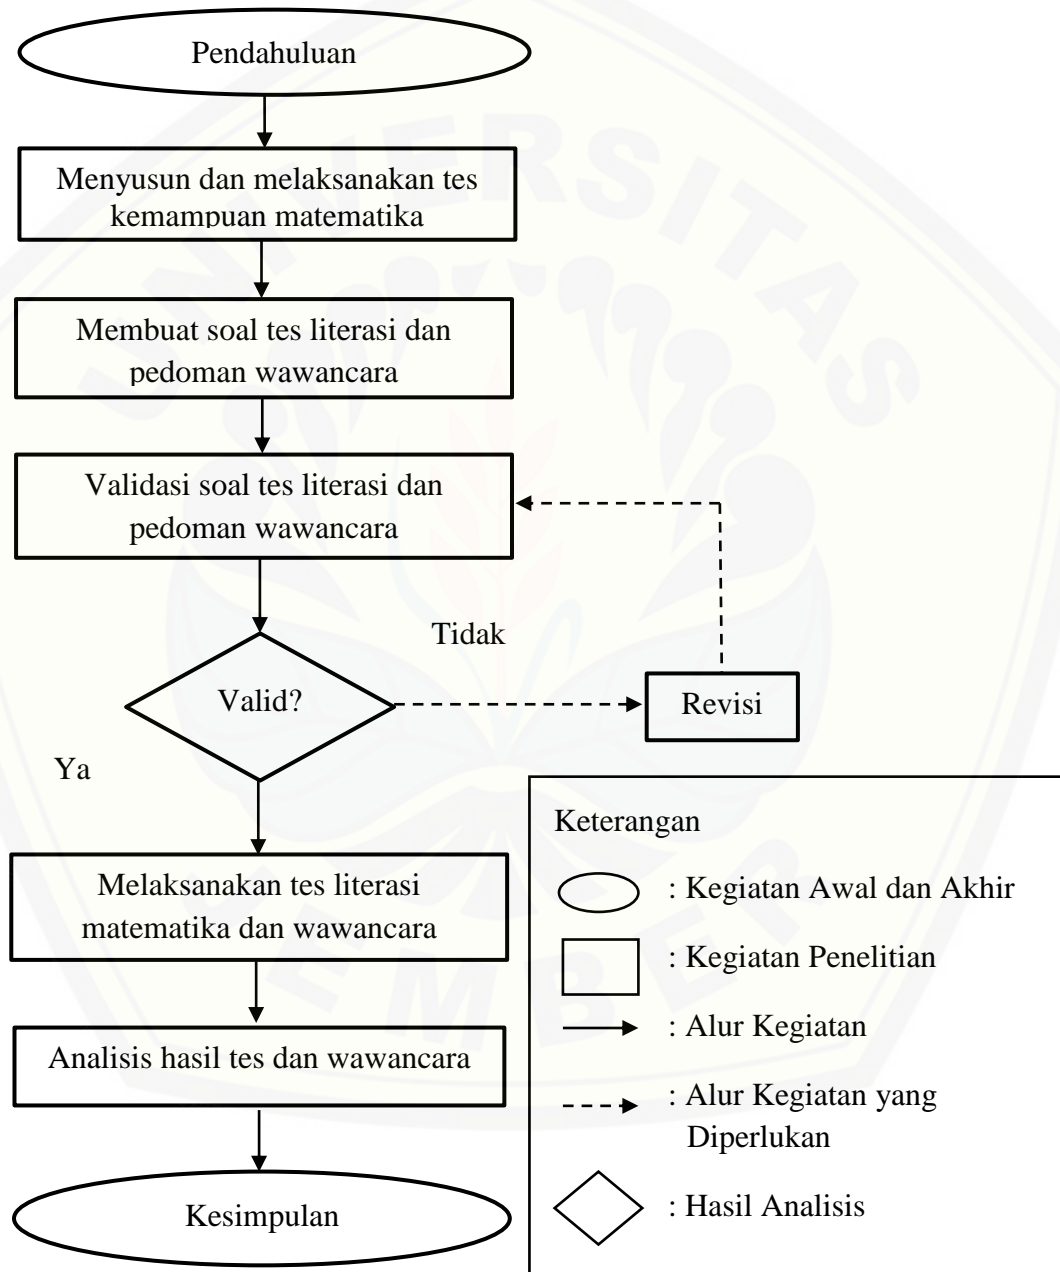 Pendahuluan
Menyusun dan melaksanakan tes
kemampuan matematika
Membuat soal tes literasi dan
pedoman wawancara
Validasi soal tes literasi dan
pedoman wawancara
Tidak
Valid?
Revisi
Ya
Melaksanakan tes literasi
matematika dan wawancara
Analisis hasil tes dan wawancara
Kesimpulan
Keterangan
: Kegiatan Awal dan Akhir
: Kegiatan Penelitian
: Alur Kegiatan
: Alur Kegiatan yang
Diperlukan
: Hasil Analisis
UNIVERSITAS
JEMBER